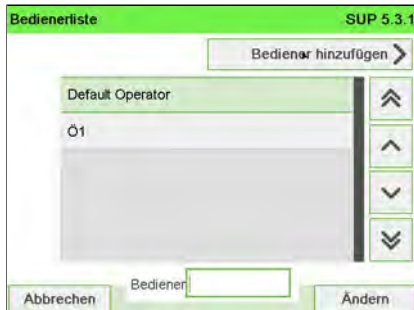 Bedienerliste SUP 5.3.1
Bediener hinzufügen
Default Operator
Ö1
Bediener
Abbrechen Ändern